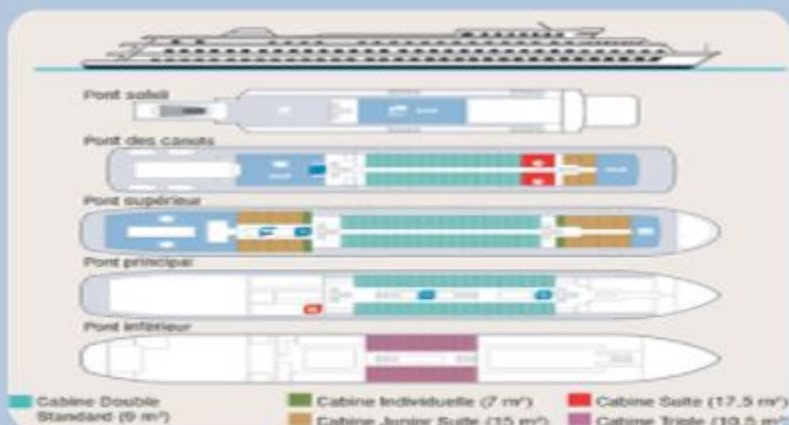 Pont soleil
Pont des canots
Pont supérieur
Pont principal
Pont inférieur
Cabine Double
Standard (9 m²)
Cabine Individuelle (7 m²)
Cabine Junior Suite (15 m²)
Cabine Suite (17,5 m²)
Cabine Triple (10,5 m²)